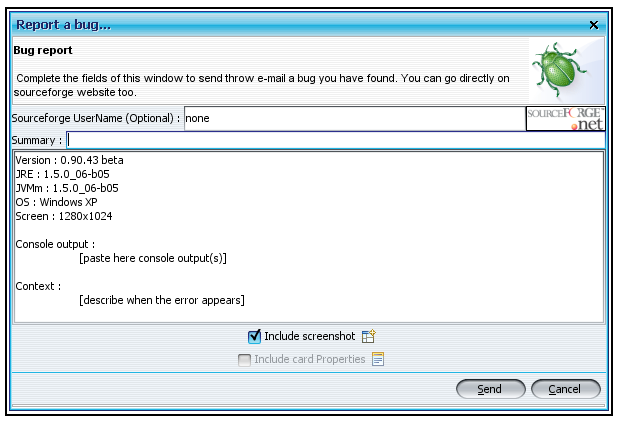 Report a bug...
Bug report
Complete the fields of this window to send throw e-mail a bug you have found. You can go directly on
sourceforge website too.
Sourceforge UserName (Optional) : none
SOURCEFORGE
.net
Summary :
Version : 0.90.43 beta
JRE : 1.5.0_06-b05
JVMm : 1.5.0_06-b05
OS : Windows XP
Screen : 1280x1024
Console output :
[paste here console output(s)]
Context :
[describe when the error appears]
Include screenshot
Include card Properties
Send Cancel